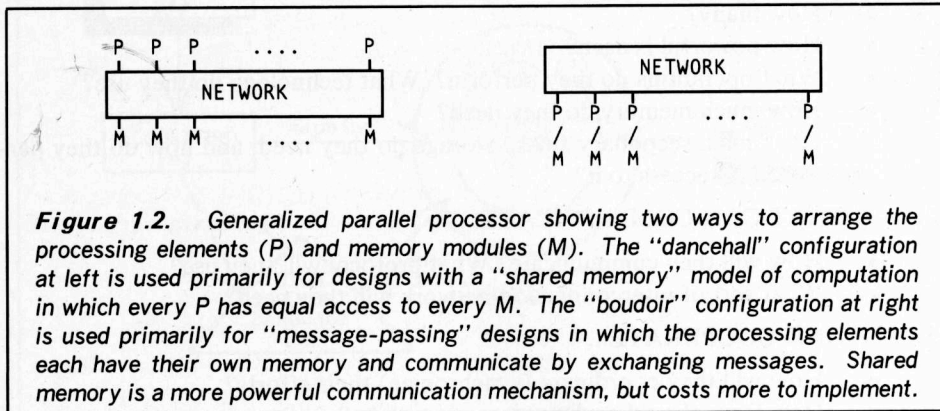 P P P .... P
NETWORK
M M M .... M
NETWORK
P P P .... P
/ / / /
M M M M
Figure 1.2. Generalized parallel processor showing two ways to arrange the
processing elements (P) and memory modules (M). The "dancehall" configuration
at left is used primarily for designs with a "shared memory" model of computation
in which every P has equal access to every M. The "boudoir" configuration at right
is used primarily for "message-passing" designs in which the processing elements
each have their own memory and communicate by exchanging messages. Shared
memory is a more powerful communication mechanism, but costs more to implement.